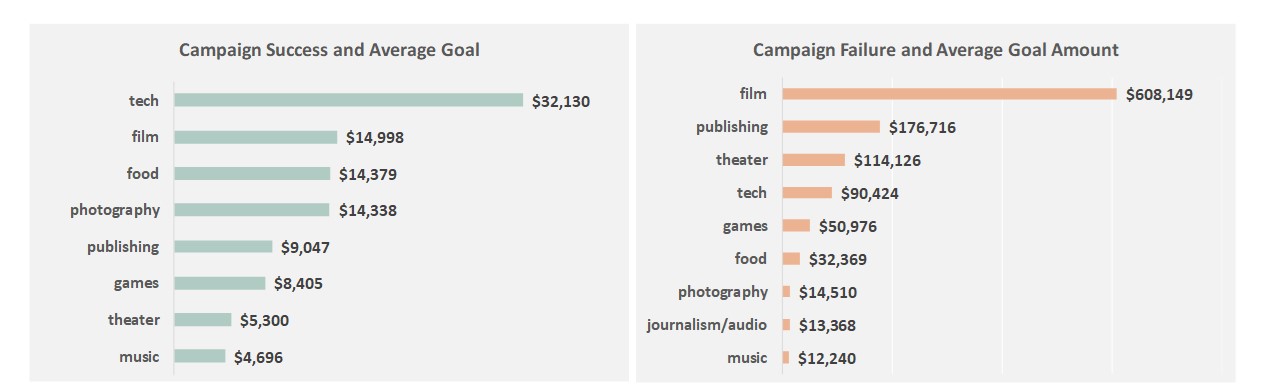 Campaign Success and Average Goal
tech $32,130
film $14,998
food $14,379
photography $14,338
publishing $9,047
games $8,405
theater $5,300
music $4,696
Campaign Failure and Average Goal Amount
film $608,149
publishing $176,716
theater $114,126
tech $90,424
games $50,976
food $32,369
photography $14,510
journalism/audio $13,368
music $12,240